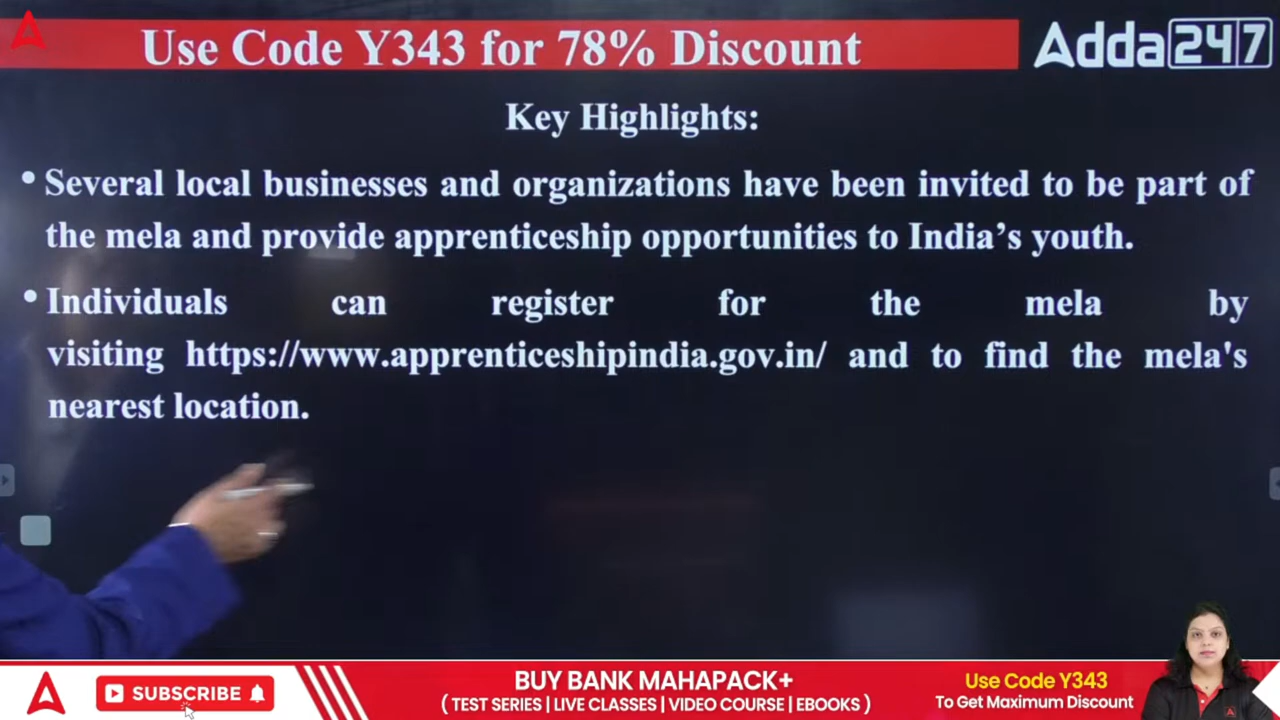 Use Code Y343 for 78% Discount
Adda247
Key Highlights:
• Several local businesses and organizations have been invited to be part of
the mela and provide apprenticeship opportunities to India’s youth.
• Individuals can register for the mela by
visiting https://www.apprenticeshipindia.gov.in/ and to find the mela's
nearest location.
SUBSCRIBE
BUY BANK MAHAPACK+
( TEST SERIES | LIVE CLASSES | VIDEO COURSE | EBOOKS )
Use Code Y343
To Get Maximum Discount